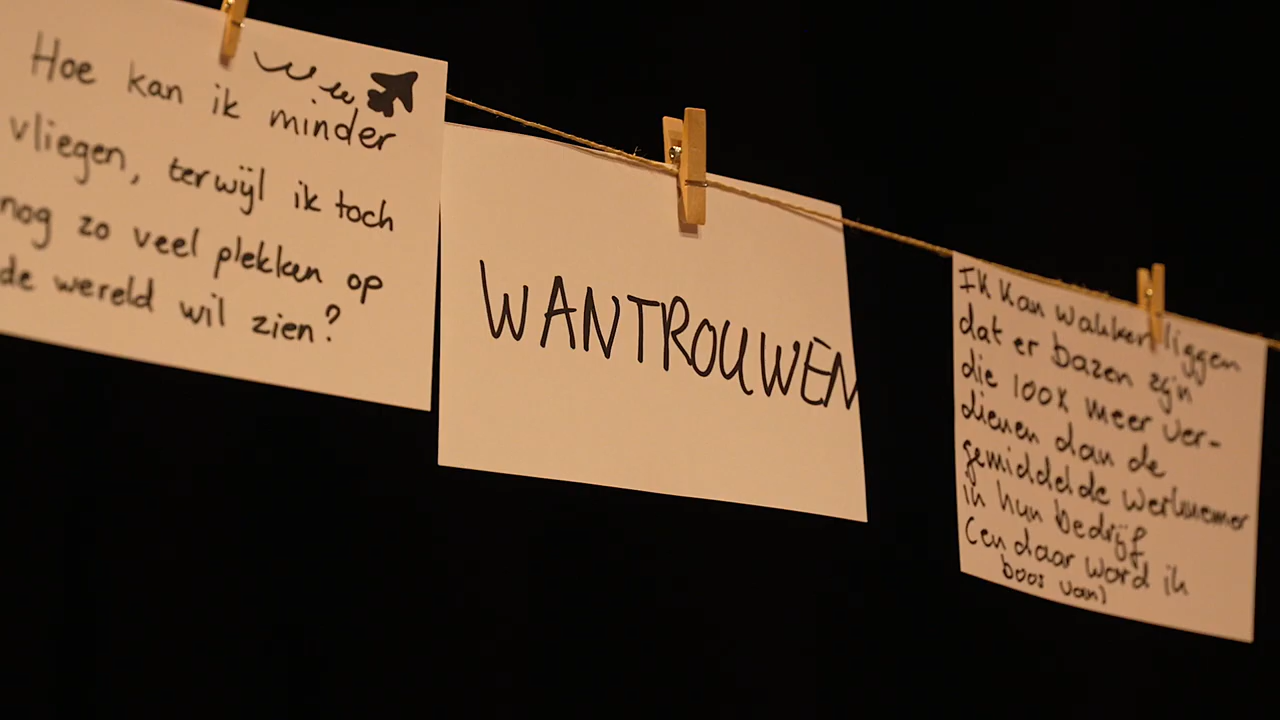 Hoe kan ik minder
vliegen, terwijl ik toch
nog zo veel plekken op
de wereld wil zien?
WANTROUWEN
Ik kan wakker liggen
dat er bazen zijn
die 100x meer ver-
dienen dan de
gemiddelde werknemer
in hun bedrijf
(en daar word ik
boos van)